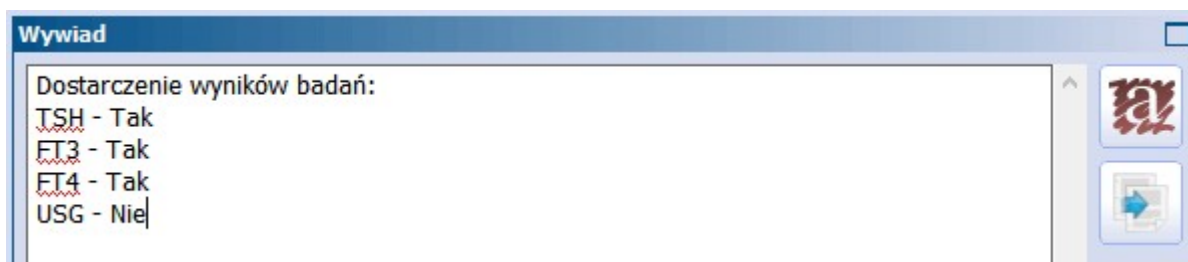 Wywiad
Dostarczenie wyników badań:
TSH - Tak
FT3 - Tak
FT4 - Tak
USG - Nie
a